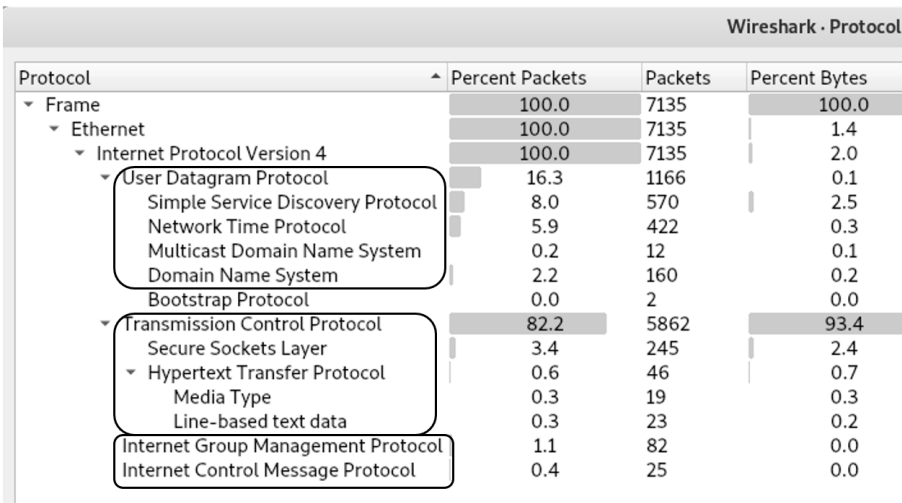 Wireshark · Protocol
Protocol Percent Packets Packets Percent Bytes
Frame 100.0 7135 100.0
Ethernet 100.0 7135 1.4
Internet Protocol Version 4 100.0 7135 2.0
User Datagram Protocol 16.3 1166 0.1
Simple Service Discovery Protocol 8.0 570 2.5
Network Time Protocol 5.9 422 0.3
Multicast Domain Name System 0.2 12 0.1
Domain Name System 2.2 160 0.2
Bootstrap Protocol 0.0 2 0.0
Transmission Control Protocol 82.2 5862 93.4
Secure Sockets Layer 3.4 245 2.4
Hypertext Transfer Protocol 0.6 46 0.7
Media Type 0.3 19 0.3
Line-based text data 0.3 23 0.2
Internet Group Management Protocol 1.1 82 0.0
Internet Control Message Protocol 0.4 25 0.0